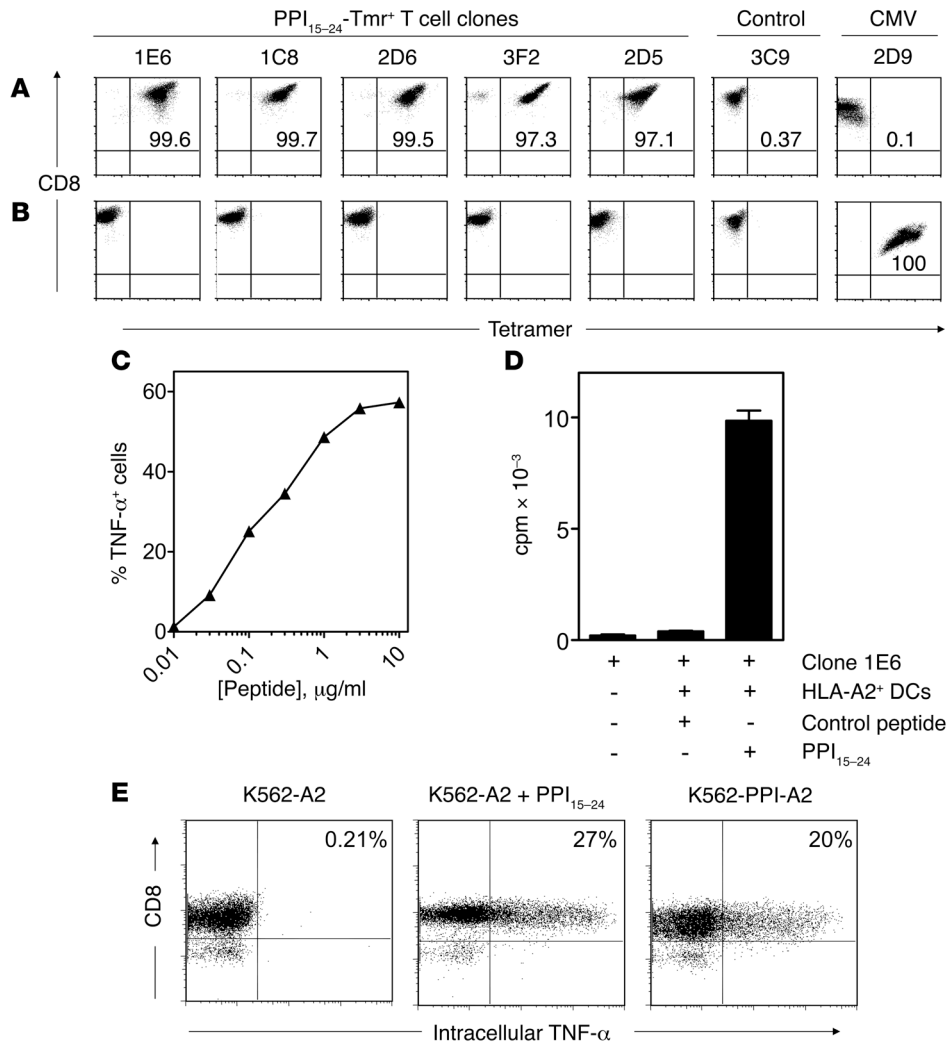 PPI15–24-Tmr+ T cell clones Control CMV
1E6 1C8 2D6 3F2 2D5 3C9 2D9
A
99.6 99.7 99.5 97.3 97.1 0.37 0.1
CD8
B
100
Tetramer
C
60
40
20
0
0.01 0.1 1 10
% TNF-α+ cells
[Peptide], μg/ml
D
10
5
0
cpm × 10–3
+ + + Clone 1E6
- + + HLA-A2+ DCs
- + - Control peptide
- - + PPI15–24
E
K562-A2 K562-A2 + PPI15–24 K562-PPI-A2
0.21% 27% 20%
CD8
Intracellular TNF-α